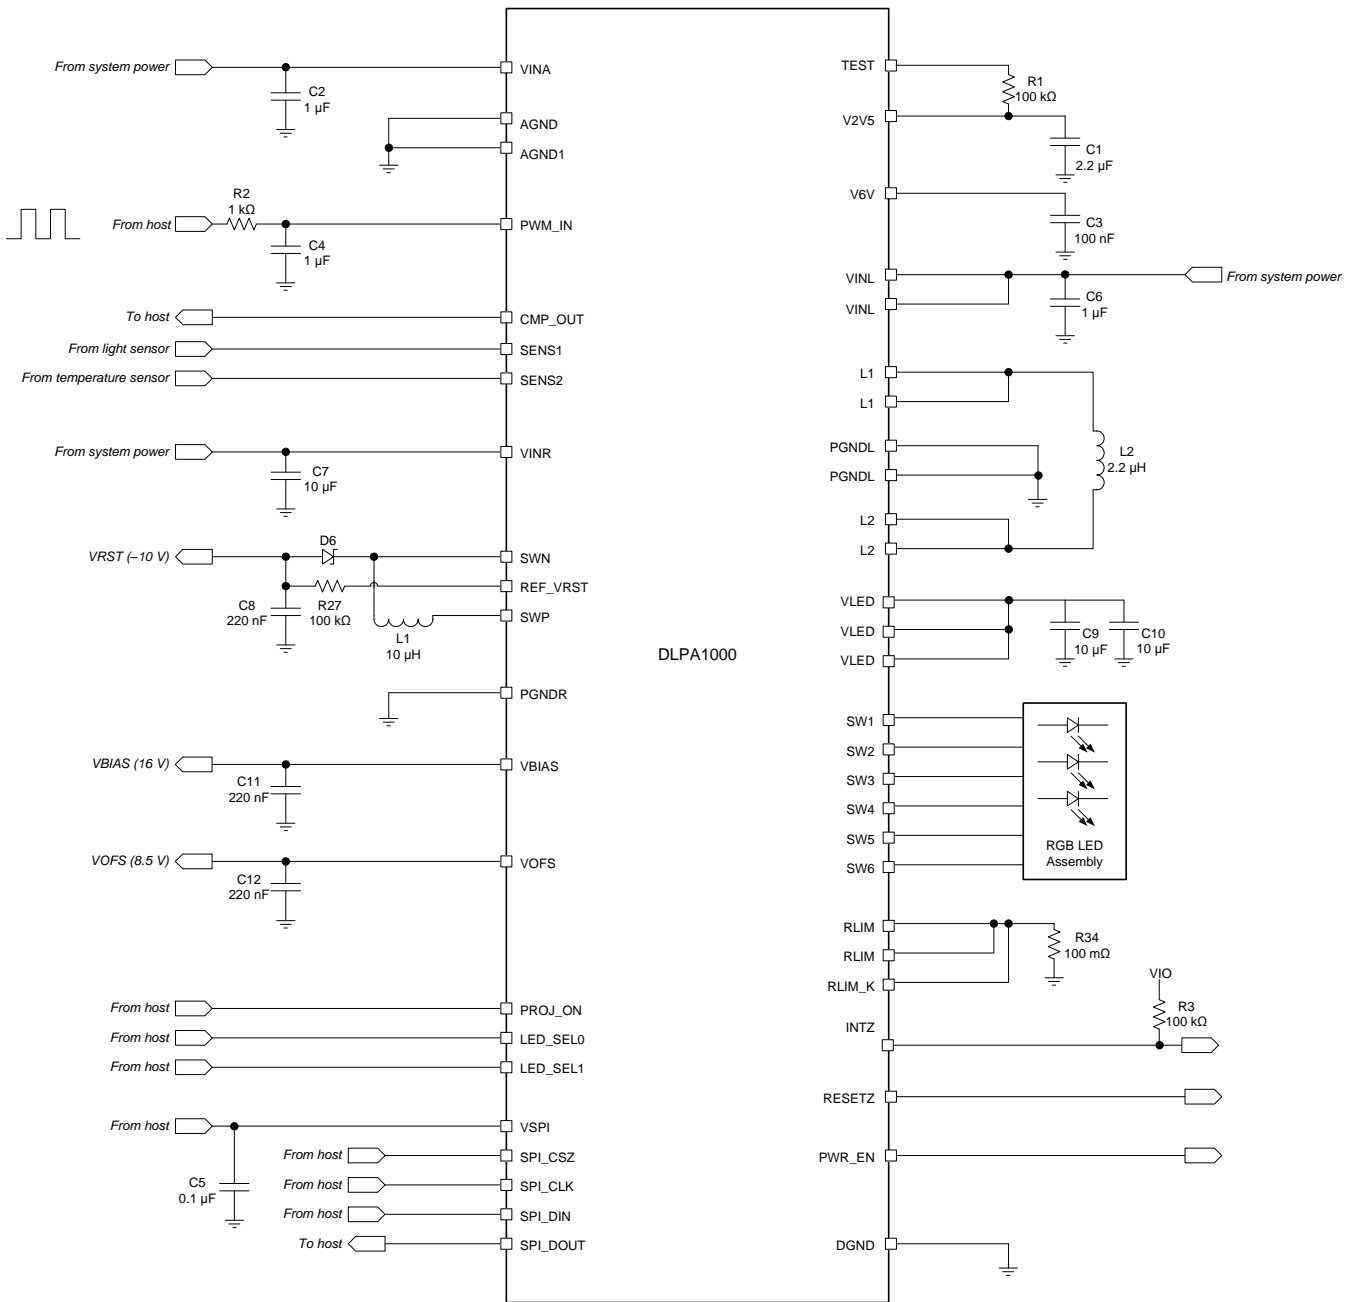 From system power
VINA
C2
1 µF
AGND
AGND1
R2
1 kΩ
From host
PWM_IN
C4
1 µF
To host
CMP_OUT
From light sensor
SENS1
From temperature sensor
SENS2
From system power
VINR
C7
10 µF
D6
VRST (–10 V)
SWN
REF_VRST
C8
220 nF
R27
100 kΩ
SWP
L1
10 µH
PGNDR
VBIAS (16 V)
VBIAS
C11
220 nF
VOFS (8.5 V)
VOFS
C12
220 nF
From host
PROJ_ON
From host
LED_SEL0
From host
LED_SEL1
From host
VSPI
From host
SPI_CSZ
C5
0.1 µF
From host
SPI_CLK
From host
SPI_DIN
To host
SPI_DOUT
DLPA1000
TEST
R1
100 kΩ
V2V5
C1
2.2 µF
V6V
C3
100 nF
VINL
From system power
VINL
C6
1 µF
L1
L1
PGNDL
L2
2.2 µH
PGNDL
L2
L2
VLED
VLED
C9
10 µF
C10
10 µF
VLED
SW1
SW2
SW3
SW4
SW5
SW6
RGB LED
Assembly
RLIM
RLIM
R34
100 mΩ
RLIM_K
VIO
R3
100 kΩ
INTZ
RESETZ
PWR_EN
DGND